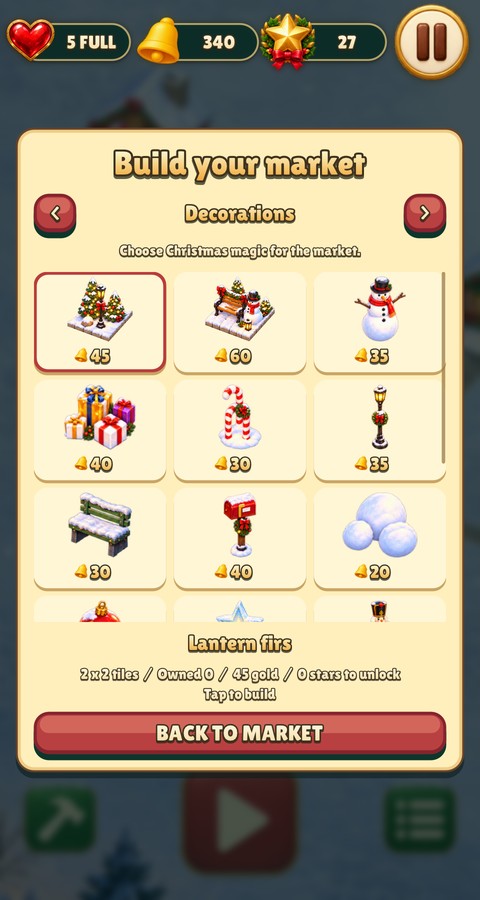 5 FULL
340
27
Build your market
Decorations
Choose Christmas magic for the market.
45
60
35
40
30
35
30
40
20
Lantern firs
2 x 2 tiles / Owned 0 / 45 gold / 0 stars to unlock
Tap to build
BACK TO MARKET